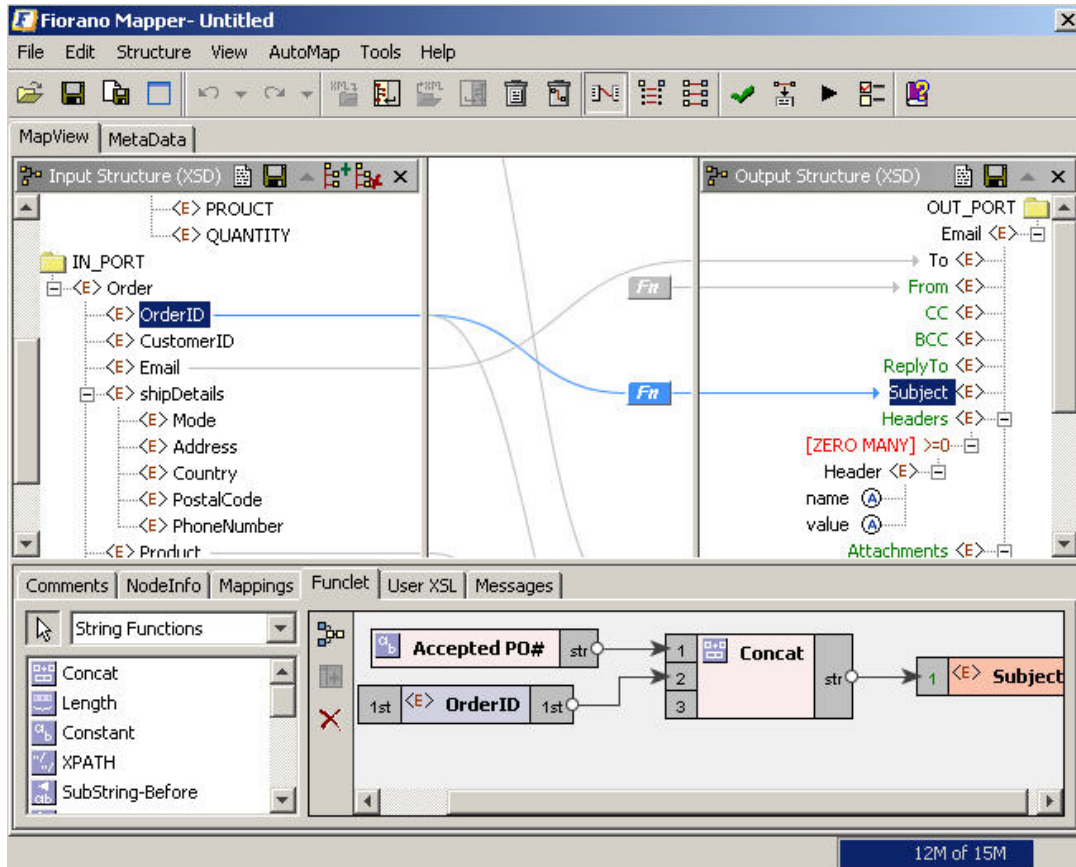 Fiorano Mapper- Untitled
File Edit Structure View AutoMap Tools Help
MapView MetaData
Input Structure (XSD)
<E> PROUCT
<E> QUANTITY
IN_PORT
<E> Order
<E> OrderID
<E> CustomerID
<E> Email
<E> shipDetails
<E> Mode
<E> Address
<E> Country
<E> PostalCode
<E> PhoneNumber
<E> Product
Fn
Fn
Output Structure (XSD)
OUT_PORT
Email <E>
To <E>
From <E>
CC <E>
BCC <E>
ReplyTo <E>
Subject <E>
Headers <E>
[ZERO MANY] >=0
Header <E>
name A
value A
Attachments <E>
Comments NodeInfo Mappings Funclet User XSL Messages
String Functions
Concat
Length
Constant
XPATH
SubString-Before
Accepted PO# str
1st <E> OrderID 1st
1 Concat
2 str
3
1 <E> Subject
12M of 15M